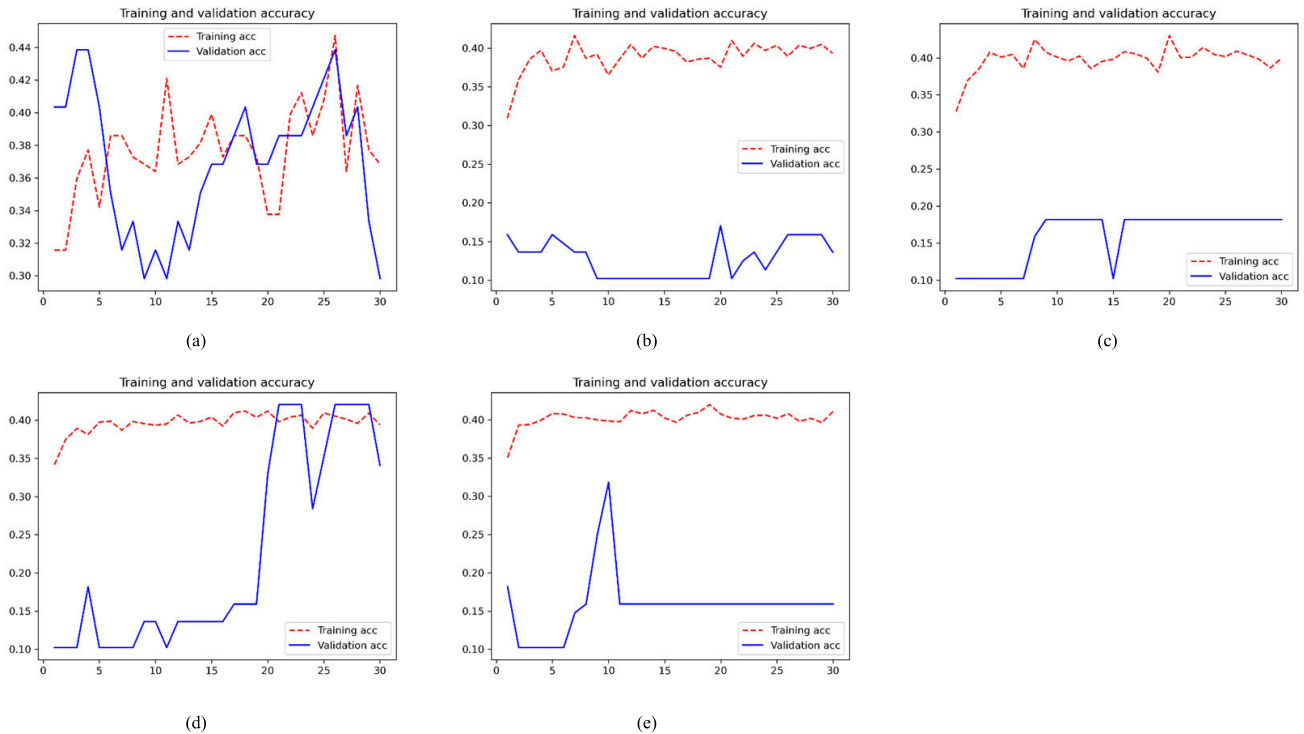 Training and validation accuracy
Training acc
Validation acc
0.44
0.42
0.40
0.38
0.36
0.34
0.32
0.30
0 5 10 15 20 25 30
(a)
Training and validation accuracy
0.40
0.35
0.30
0.25
0.20
0.15
0.10
Training acc
Validation acc
0 5 10 15 20 25 30
(b)
Training and validation accuracy
0.40
0.35
0.30
0.25
0.20
0.15
0.10
Training acc
Validation acc
0 5 10 15 20 25 30
(c)
Training and validation accuracy
0.40
0.35
0.30
0.25
0.20
0.15
0.10
Training acc
Validation acc
0 5 10 15 20 25 30
(d)
Training and validation accuracy
0.40
0.35
0.30
0.25
0.20
0.15
0.10
Training acc
Validation acc
0 5 10 15 20 25 30
(e)